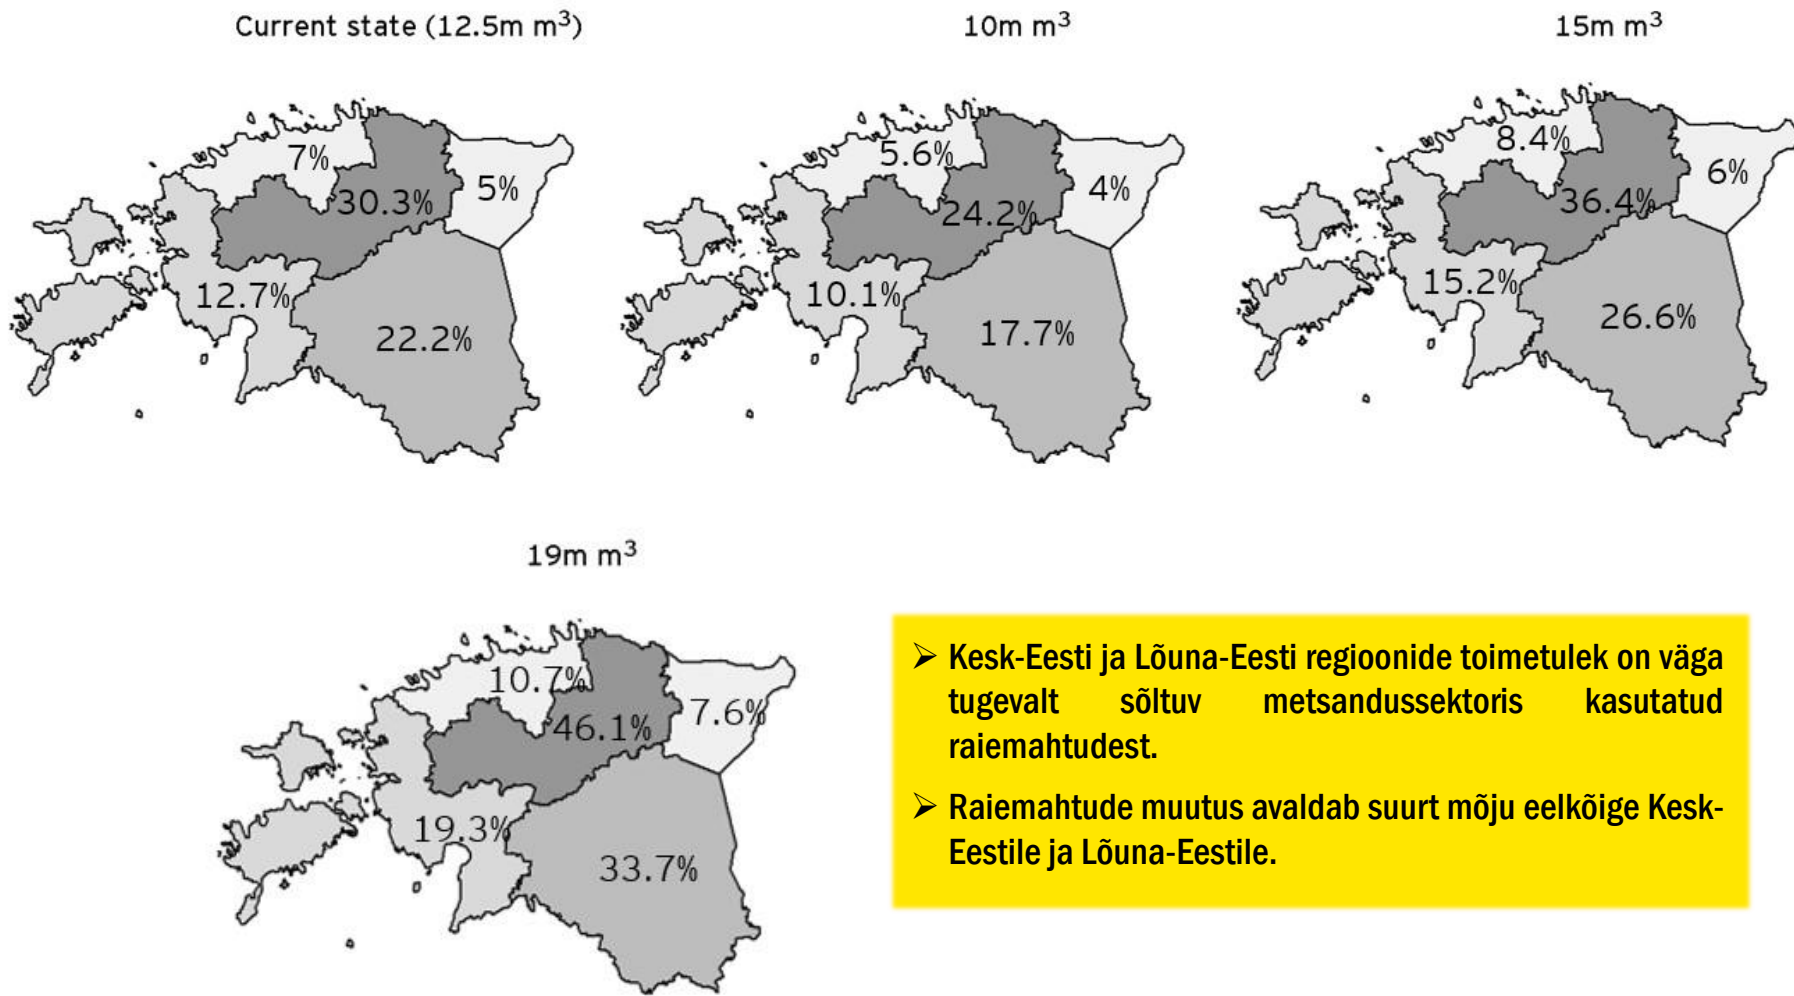 Current state (12.5m m³)
10m m³
15m m³
7%
30.3%
5%
12.7%
22.2%
5.6%
24.2%
4%
10.1%
17.7%
8.4%
36.4%
6%
15.2%
26.6%
19m m³
10.7%
46.1%
7.6%
19.3%
33.7%
➢ Kesk-Eesti ja Lõuna-Eesti regioonide toimetulek on väga
tugevalt sõltuv metsandussektoris kasutatud
raiemahtudest.
➢ Raiemahtude muutus avaldab suurt mõju eelkõige Kesk-
Eestile ja Lõuna-Eestile.